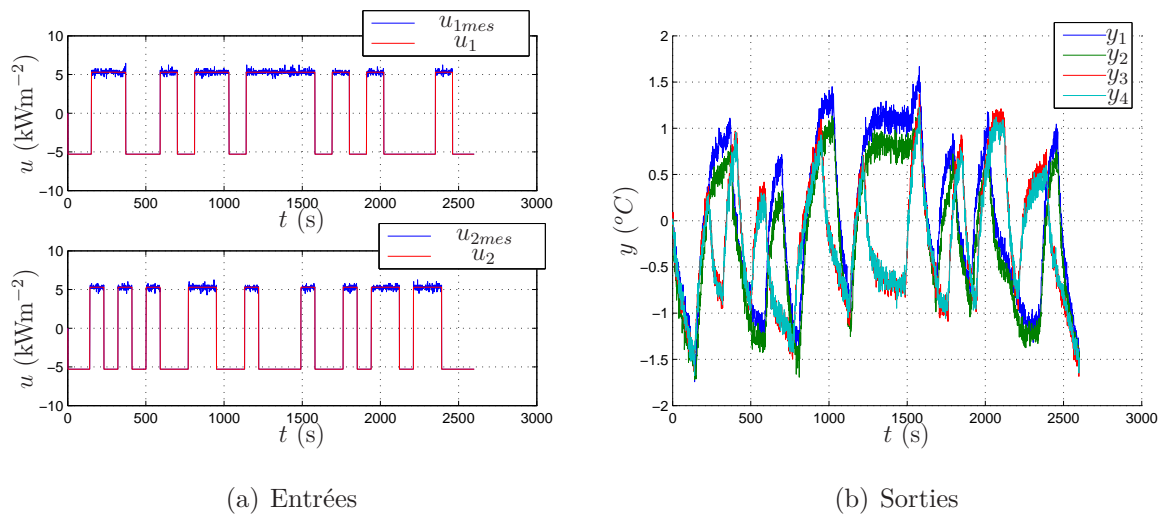 10
5
0
−5
−10
u (kWm⁻²)
0 500 1000 1500 2000 2500 3000
t (s)
u₁mes
u₁
10
5
0
−5
−10
u (kWm⁻²)
0 500 1000 1500 2000 2500 3000
t (s)
u₂mes
u₂
(a) Entrées
2
1.5
1
0.5
0
−0.5
−1
−1.5
−2
y (°C)
0 500 1000 1500 2000 2500 3000
t (s)
y₁
y₂
y₃
y₄
(b) Sorties